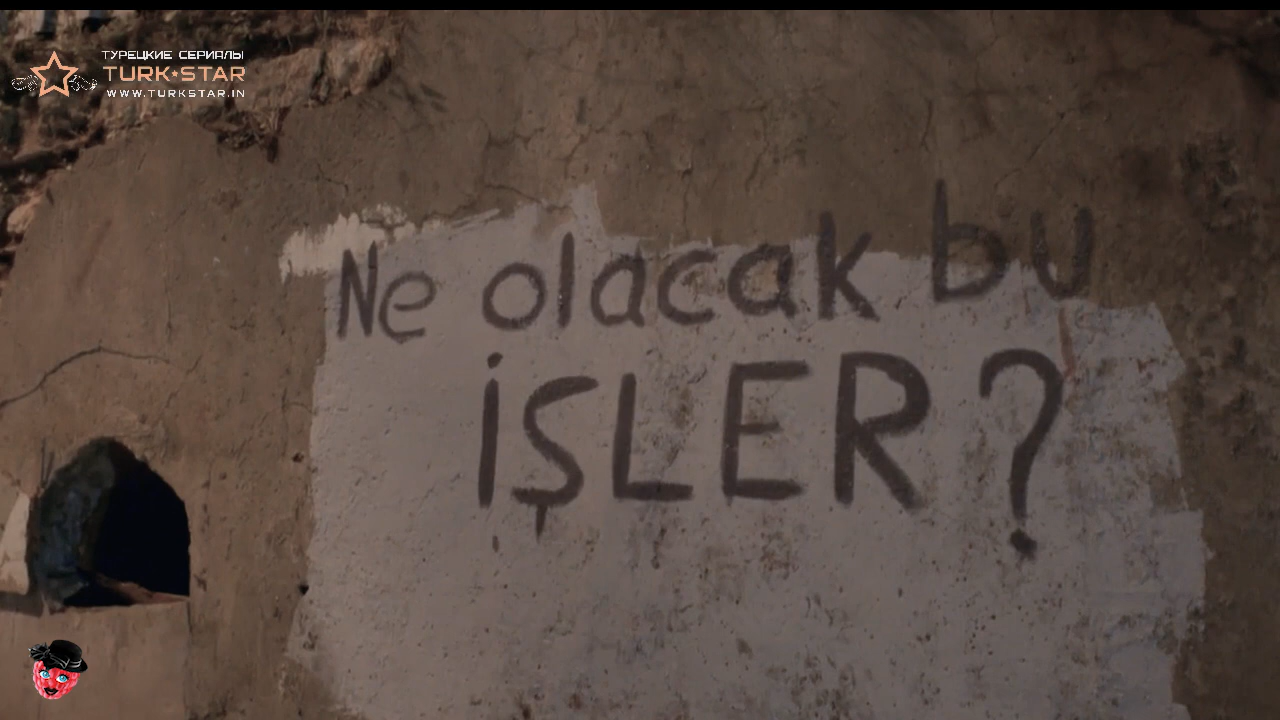 ТУРЕЦКИЕ СЕРИАЛЫ
TURK STAR
WWW.TURKSTAR.IN
Ne olacak bu
İŞLER?